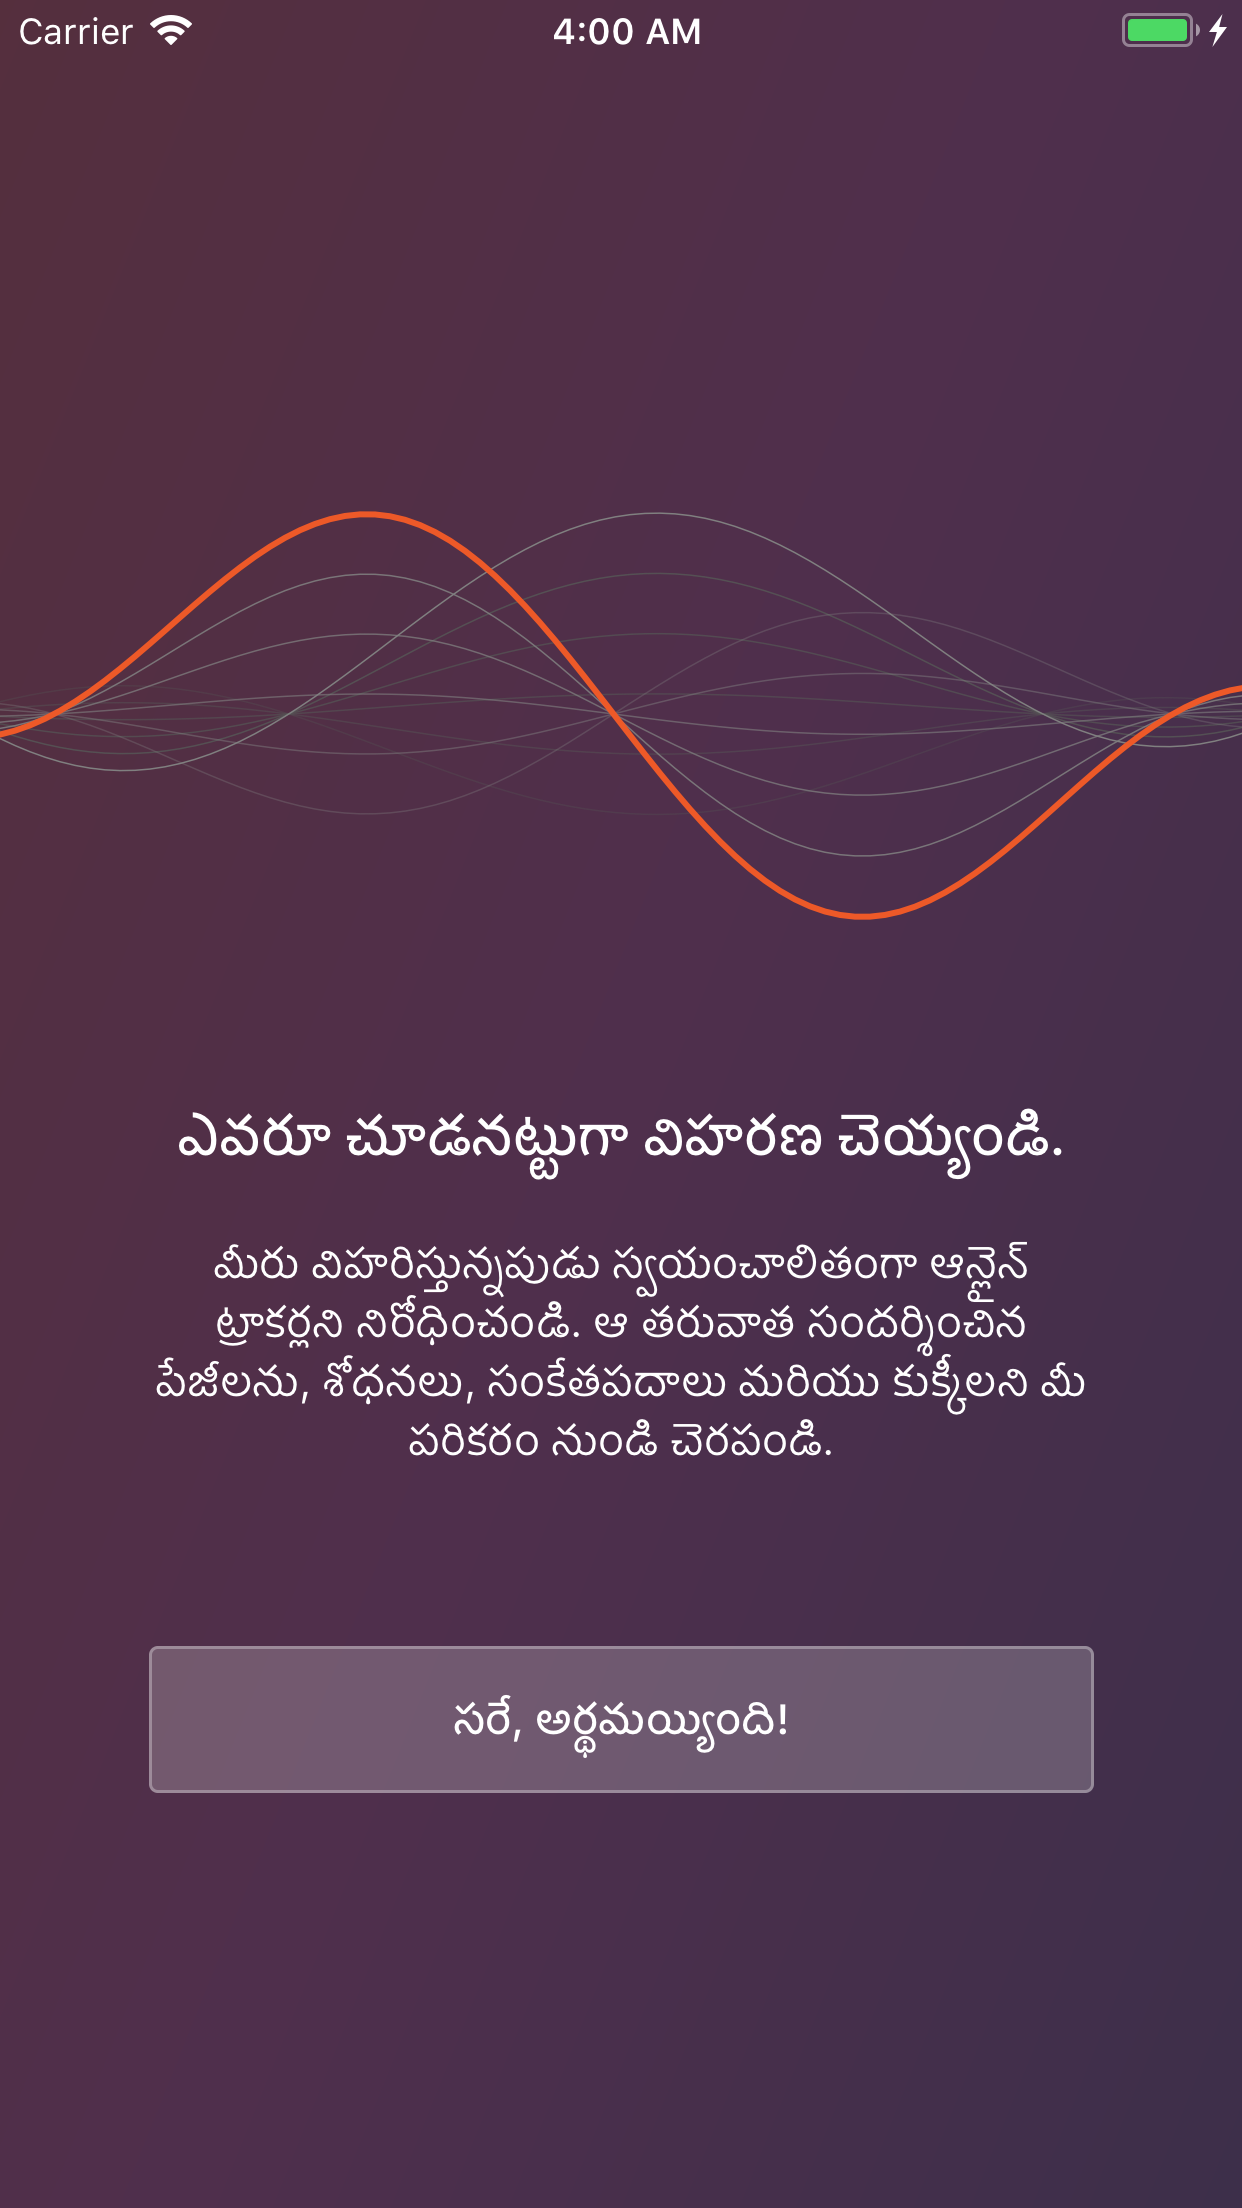 Carrier 4:00 AM
ఎవరూ చూడనట్టుగా విహరణ చెయ్యండి.
మీరు విహరిస్తున్నపుడు స్వయంచాలితంగా ఆన్లైన్
ట్రాకర్లని నిరోధించండి. ఆ తరువాత సందర్శించిన
పేజీలను, శోధనలు, సంకేతపదాలు మరియు కుక్కీలని మీ
పరికరం నుండి చెరపండి.
సరే, అర్థమయ్యింది!